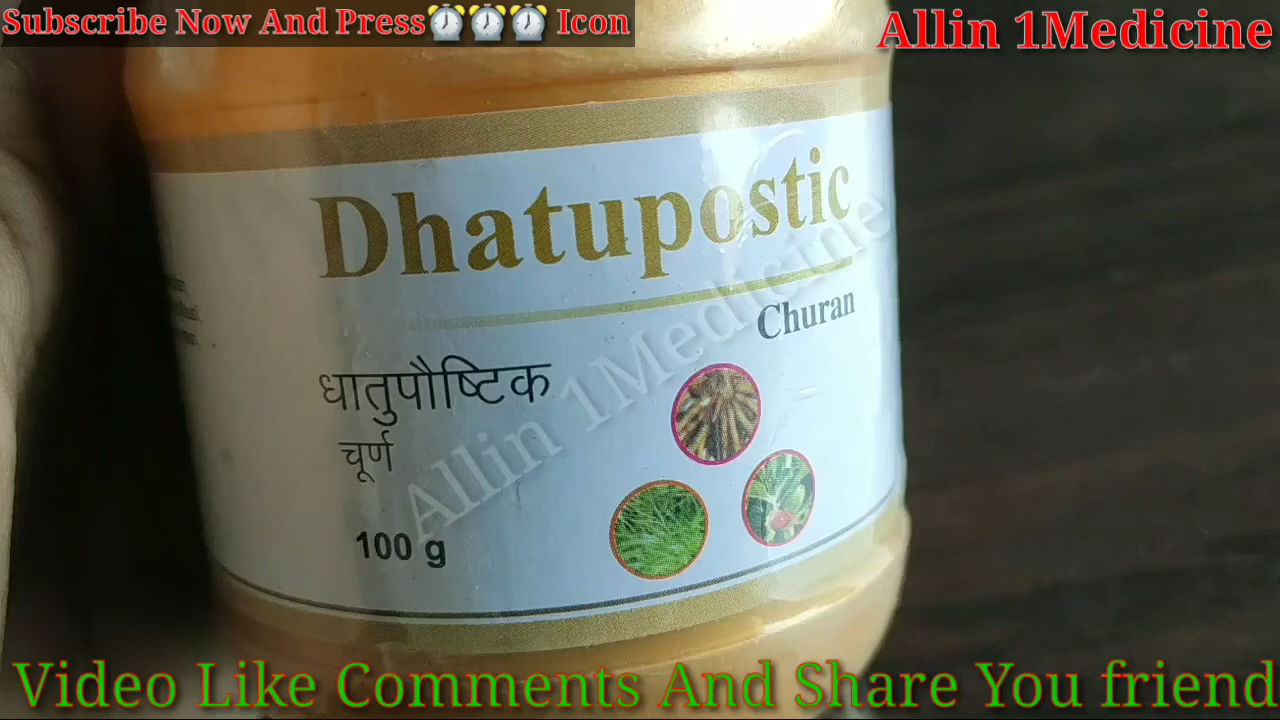 Subscribe Now And Press⏰⏰⏰ Icon
Allin 1Medicine
Dhatupostic
Churan
धातुपौष्टिक
चूर्ण
100 g
Allin 1Medicine
Video Like Comments And Share You friend